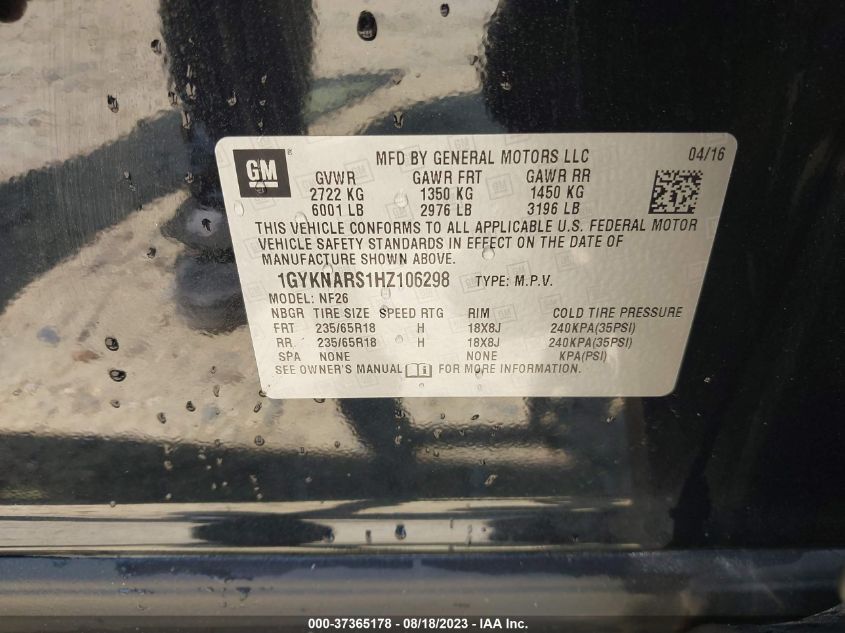 GM
MFD BY GENERAL MOTORS LLC 04/16
GVWR GAWR FRT GAWR RR
2722 KG 1350 KG 1450 KG
6001 LB 2976 LB 3196 LB
THIS VEHICLE CONFORMS TO ALL APPLICABLE U.S. FEDERAL MOTOR
VEHICLE SAFETY STANDARDS IN EFFECT ON THE DATE OF
MANUFACTURE SHOWN ABOVE.
1GYKNARS1HZ106298 TYPE: M.P.V.
MODEL: NF26
NBGR TIRE SIZE SPEED RTG RIM COLD TIRE PRESSURE
FRT 235/65R18 H 18X8J 240KPA(35PSI)
RR 235/65R18 H 18X8J 240KPA(35PSI)
SPA NONE NONE KPA(PSI)
SEE OWNER'S MANUAL FOR MORE INFORMATION.
000-37365178 - 08/18/2023 - IAA Inc.